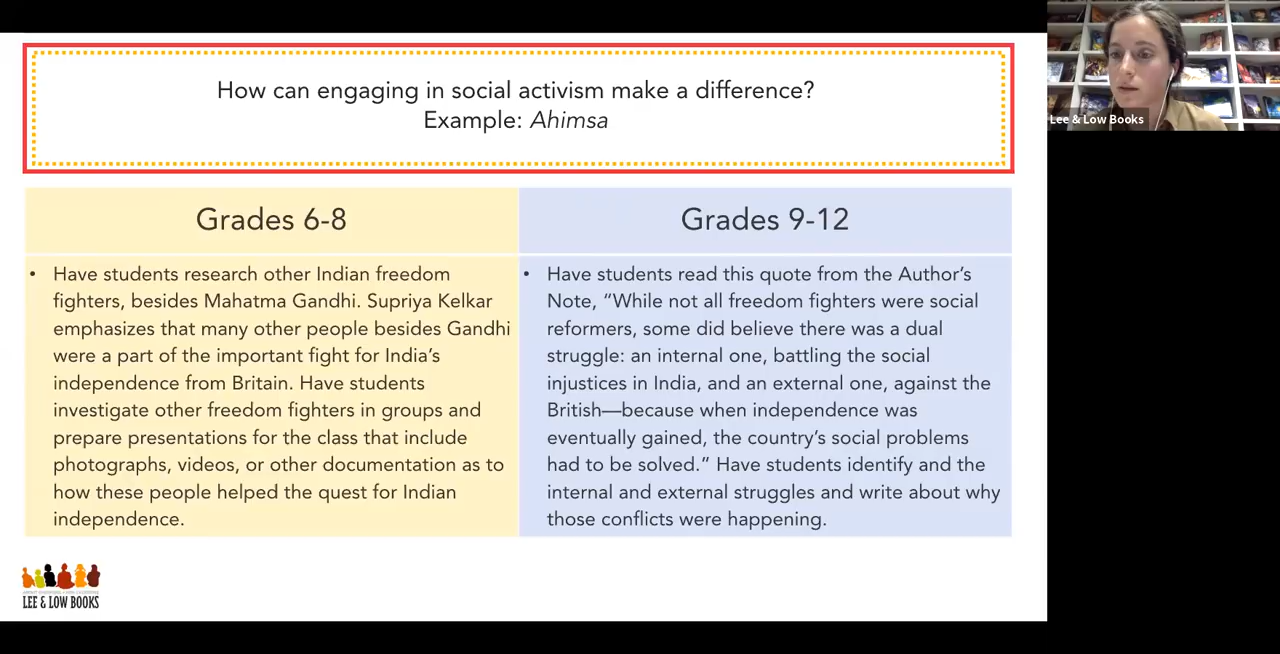 How can engaging in social activism make a difference?
Example: Ahimsa
Lee & Low Books
Grades 6-8
• Have students research other Indian freedom
fighters, besides Mahatma Gandhi. Supriya Kelkar
emphasizes that many other people besides Gandhi
were a part of the important fight for India's
independence from Britain. Have students
investigate other freedom fighters in groups and
prepare presentations for the class that include
photographs, videos, or other documentation as to
how these people helped the quest for Indian
independence.
Grades 9-12
• Have students read this quote from the Author's
Note, “While not all freedom fighters were social
reformers, some did believe there was a dual
struggle: an internal one, battling the social
injustices in India, and an external one, against the
British—because when independence was
eventually gained, the country's social problems
had to be solved.” Have students identify and the
internal and external struggles and write about why
those conflicts were happening.
LEE & LOW BOOKS